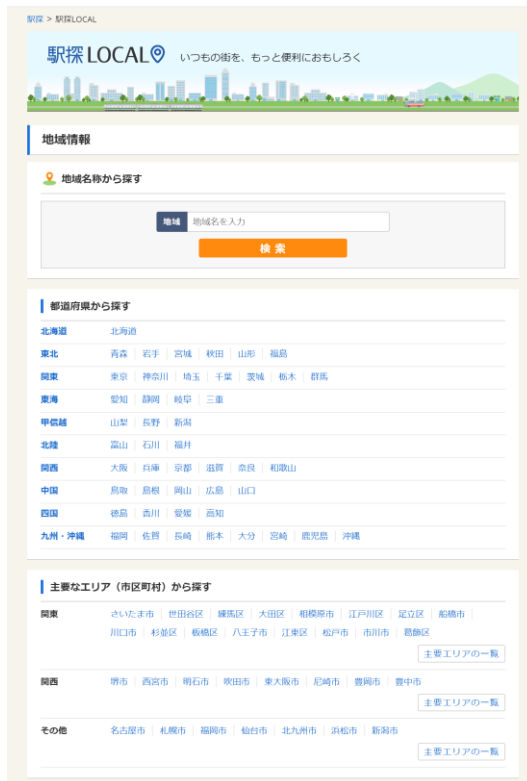 駅探 > 駅探LOCAL
駅探 LOCAL いつもの街を、もっと便利におもしろく
地域情報
地域名称から探す
地域 地域名を入力
検索
都道府県から探す
北海道 北海道
東北 青森 岩手 宮城 秋田 山形 福島
関東 東京 神奈川 埼玉 千葉 茨城 栃木 群馬
東海 愛知 静岡 岐阜 三重
甲信越 山梨 長野 新潟
北陸 富山 石川 福井
関西 大阪 兵庫 京都 滋賀 奈良 和歌山
中国 鳥取 島根 岡山 広島 山口
四国 徳島 香川 愛媛 高知
九州・沖縄 福岡 佐賀 長崎 熊本 大分 宮崎 鹿児島 沖縄
主要なエリア（市区町村）から探す
関東 さいたま市 世田谷区 練馬区 大田区 相模原市 江戸川区 足立区 船橋市
川口市 杉並区 板橋区 八王子市 江東区 松戸市 市川市 葛飾区
主要エリアの一覧
関西 堺市 西宮市 明石市 吹田市 東大阪市 尼崎市 豊岡市 豊中市
主要エリアの一覧
その他 名古屋市 札幌市 福岡市 仙台市 北九州市 浜松市 新潟市
主要エリアの一覧